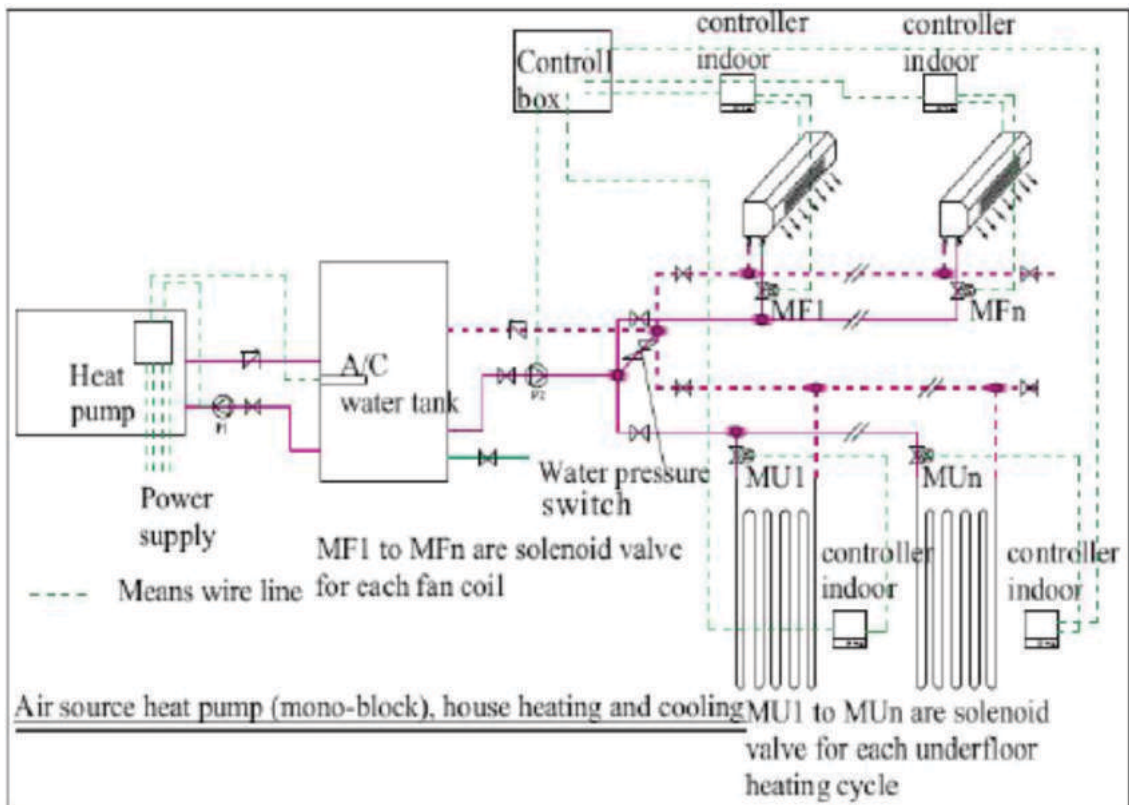 controller
indoor
controller
indoor
Controll
box
MF1
MFn
Heat
pump
A/C
water tank
P1
P2
Water pressure
switch
MU1
MUn
Power
supply
MF1 to MFn are solenoid valve
for each fan coil
Means wire line
controller
indoor
controller
indoor
Air source heat pump (mono-block), house heating and cooling
MU1 to MUn are solenoid
valve for each underfloor
heating cycle